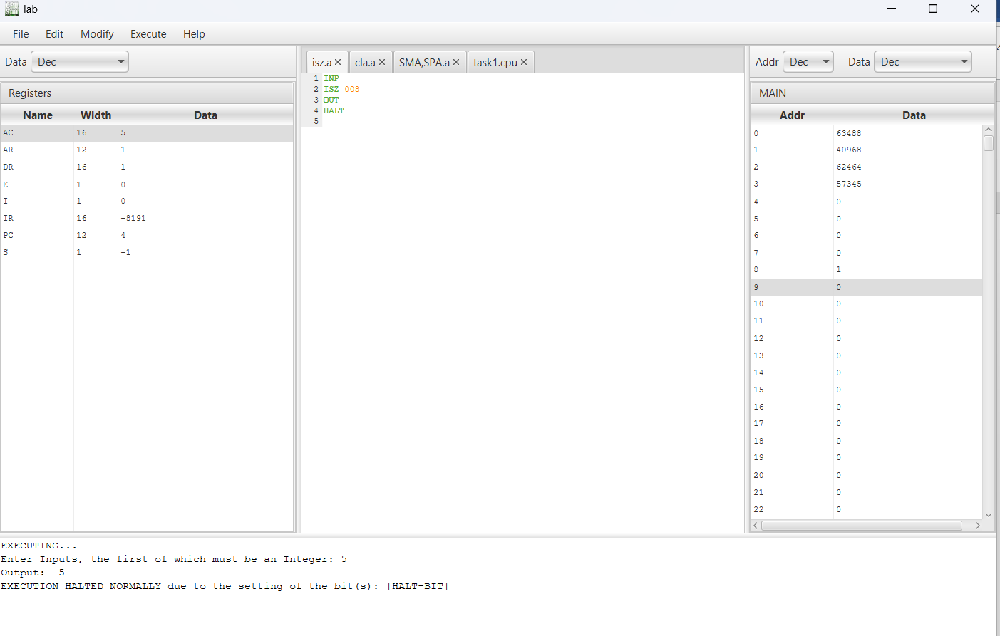 lab
File Edit Modify Execute Help
Data Dec
Registers
Name Width Data
AC 16 5
AR 12 1
DR 16 1
E 1 0
I 1 0
IR 16 -8191
PC 12 4
S 1 -1
isz.a cla.a SMA,SPA.a task1.cpu
1 INP
2 ISZ 008
3 OUT
4 HALT
5
Addr Dec Data Dec
MAIN
Addr Data
0 63488
1 40968
2 62464
3 57345
4 0
5 0
6 0
7 0
8 1
9 0
10 0
11 0
12 0
13 0
14 0
15 0
16 0
17 0
18 0
19 0
20 0
21 0
22 0
EXECUTING...
Enter Inputs, the first of which must be an Integer: 5
Output:  5
EXECUTION HALTED NORMALLY due to the setting of the bit(s): [HALT-BIT]